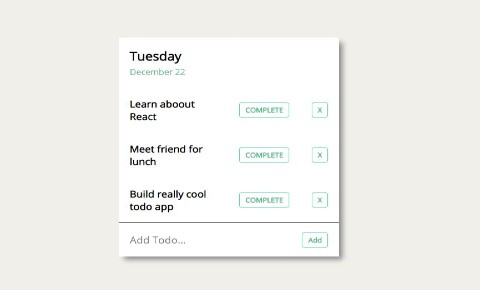 Tuesday
December 22
Learn aboout
React
COMPLETE
X
Meet friend for
lunch
COMPLETE
X
Build really cool
todo app
COMPLETE
X
Add Todo...
Add